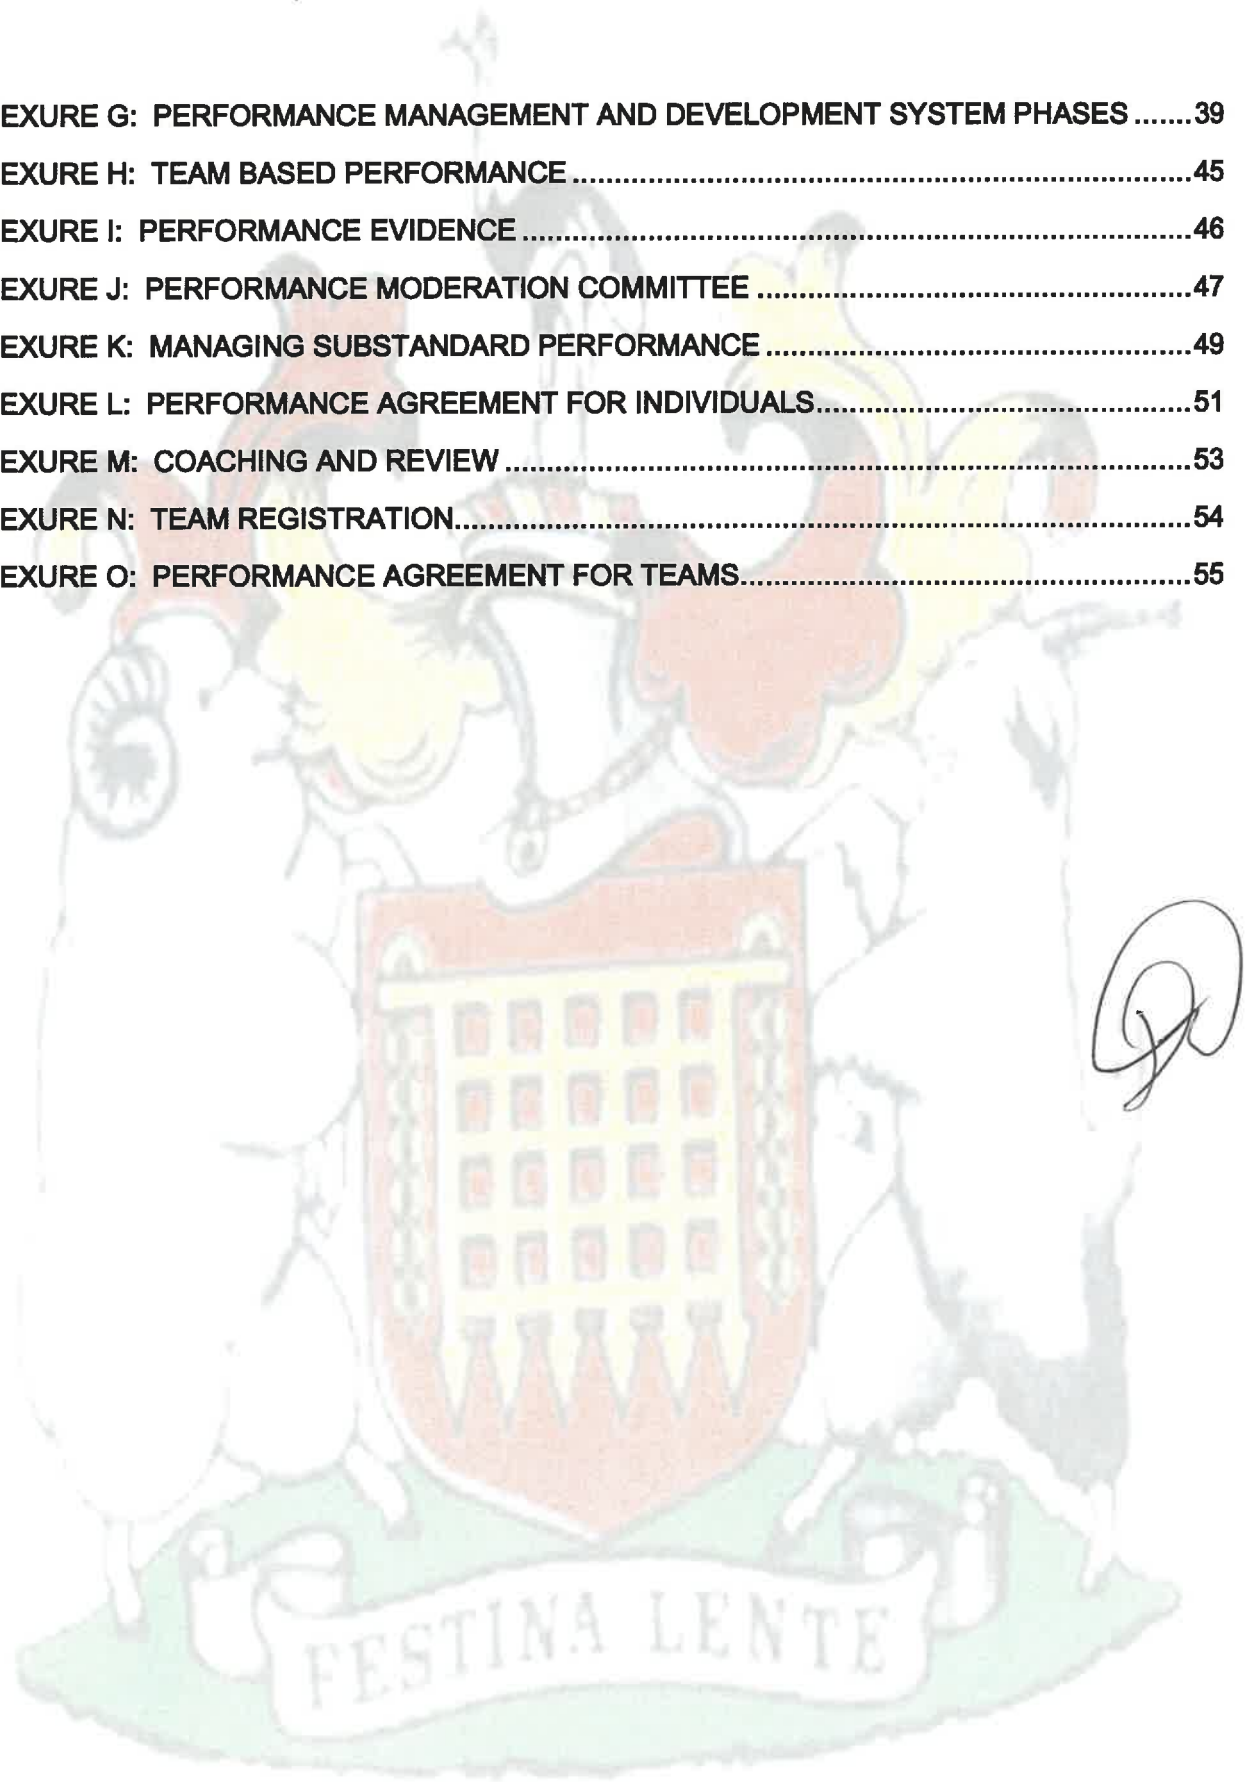 EXURE G: PERFORMANCE MANAGEMENT AND DEVELOPMENT SYSTEM PHASES .......39
EXURE H: TEAM BASED PERFORMANCE ..........45
EXURE I: PERFORMANCE EVIDENCE ..........46
EXURE J: PERFORMANCE MODERATION COMMITTEE ..........47
EXURE K: MANAGING SUBSTANDARD PERFORMANCE ..........49
EXURE L: PERFORMANCE AGREEMENT FOR INDIVIDUALS..........51
EXURE M: COACHING AND REVIEW ..........53
EXURE N: TEAM REGISTRATION..........54
EXURE O: PERFORMANCE AGREEMENT FOR TEAMS..........55
FESTINA LENTE